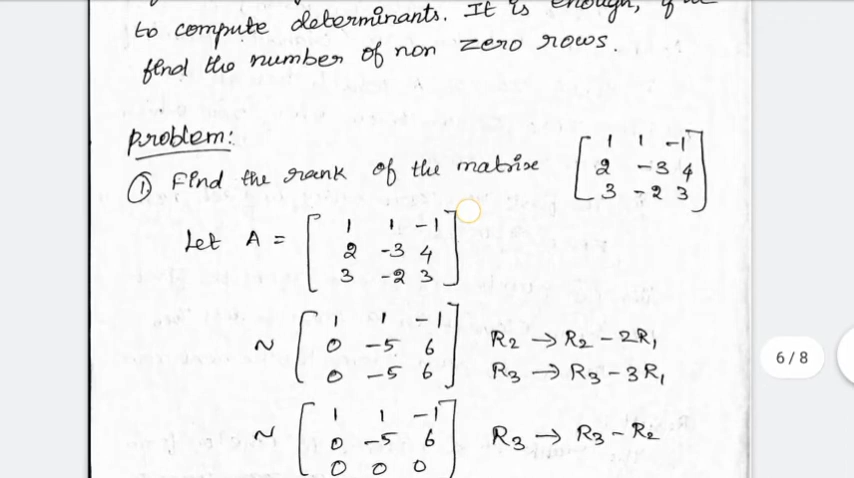 to compute determinants. It is enough, if we
find the number of non zero rows.
Problem:
① Find the rank of the matrix [ 1 1 -1
2 -3 4
3 -2 3 ]
Let A = [ 1 1 -1
2 -3 4
3 -2 3 ]
~ [ 1 1 -1
0 -5 6 R2 → R2 - 2R1
0 -5 6 ] R3 → R3 - 3R1
~ [ 1 1 -1
0 -5 6 R3 → R3 - R2
0 0 0
6 / 8